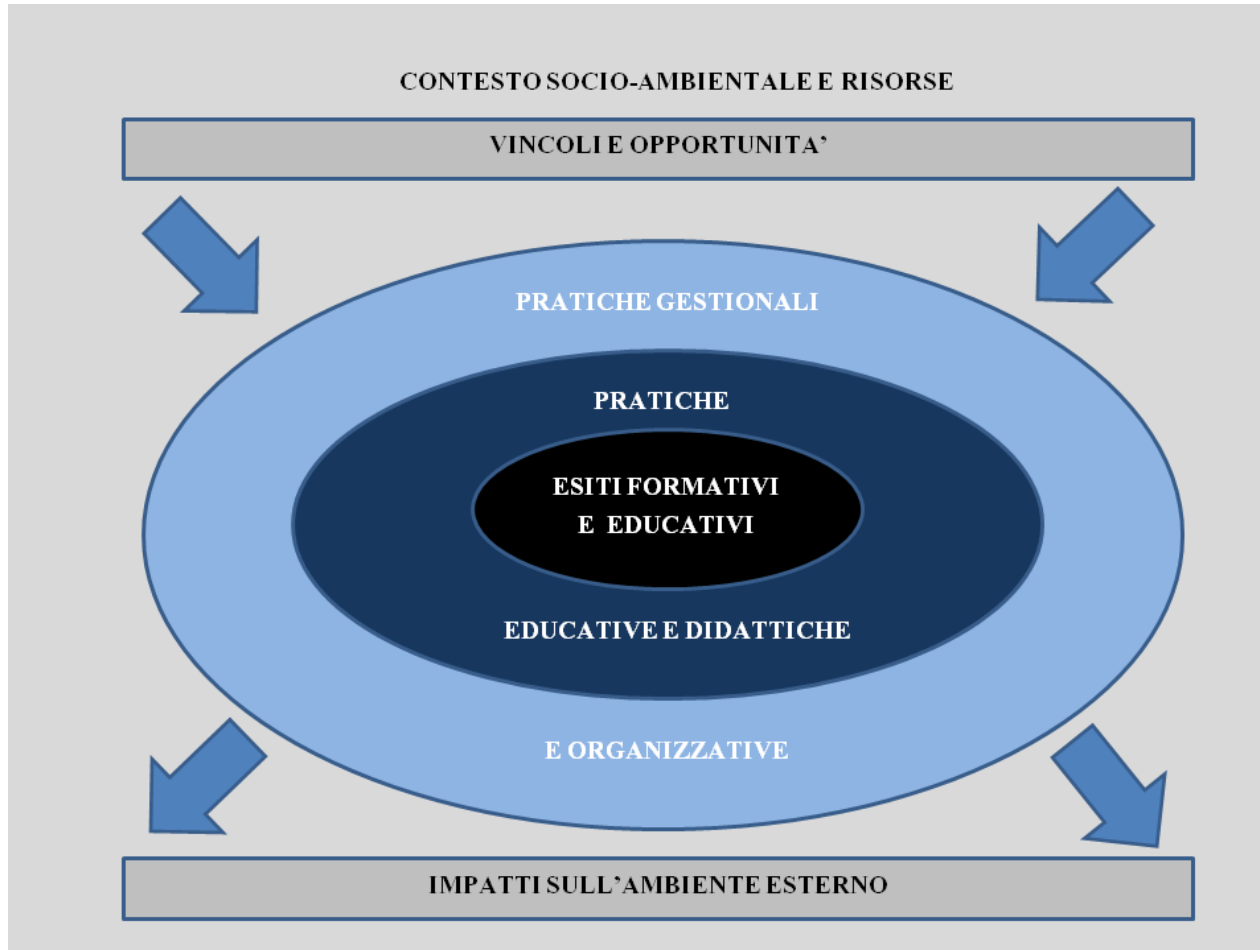 CONTESTO SOCIO-AMBIENTALE E RISORSE
VINCOLI E OPPORTUNITA’
PRATICHE GESTIONALI
PRATICHE
ESITI FORMATIVI
E EDUCATIVI
EDUCATIVE E DIDATTICHE
E ORGANIZZATIVE
IMPATTI SULL’AMBIENTE ESTERNO